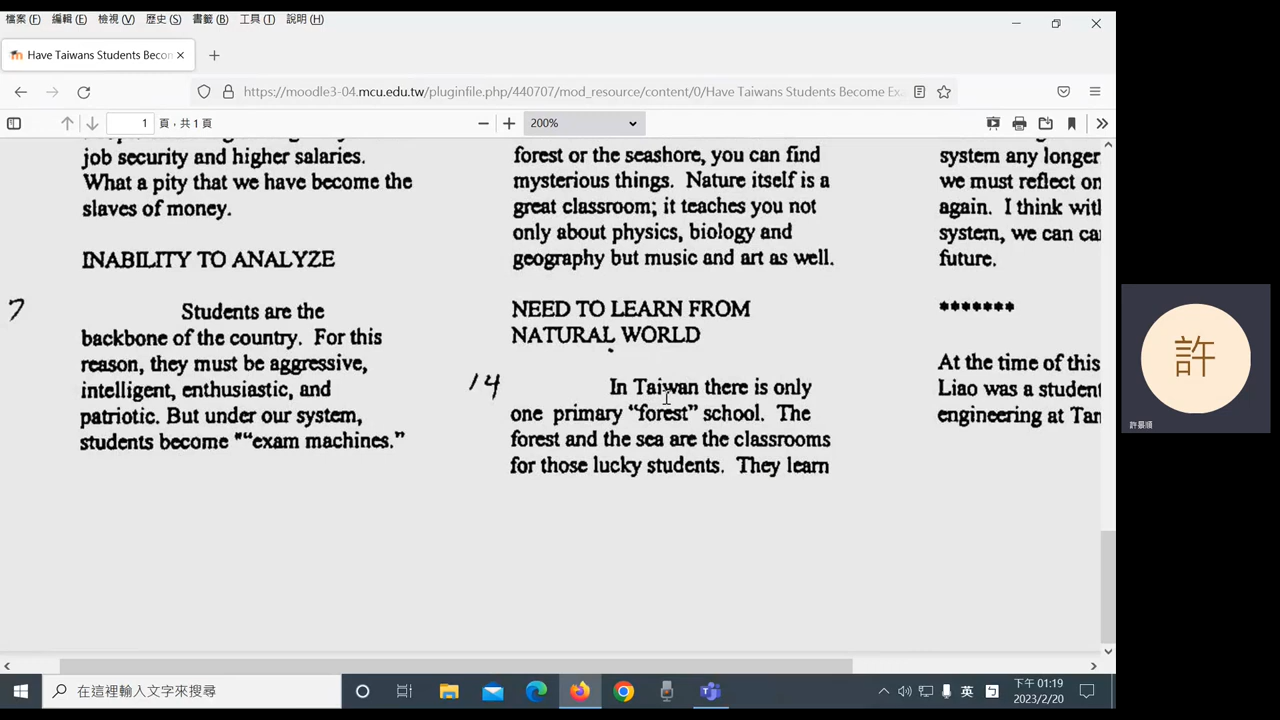 檔案(F) 編輯(E) 檢視(V) 歷史(S) 書籤(B) 工具(T) 說明(H)
Have Taiwans Students Becom
https://moodle3-04.mcu.edu.tw/pluginfile.php/440707/mod_resource/content/0/Have Taiwans Students Become Exa
1 頁，共 1 頁
200%
job security and higher salaries.
What a pity that we have become the
slaves of money.
INABILITY TO ANALYZE
7
Students are the
backbone of the country. For this
reason, they must be aggressive,
intelligent, enthusiastic, and
patriotic. But under our system,
students become ""exam machines."
forest or the seashore, you can find
mysterious things. Nature itself is a
great classroom; it teaches you not
only about physics, biology and
geography but music and art as well.
NEED TO LEARN FROM
NATURAL WORLD
14
In Taiwan there is only
one primary "forest" school. The
forest and the sea are the classrooms
for those lucky students. They learn
system any longer
we must reflect on
again. I think with
system, we can
future.
*******
At the time of this
Liao was a student
engineering at
許
許景順
在這裡輸入文字來搜尋
英
下午 01:19
2023/2/20